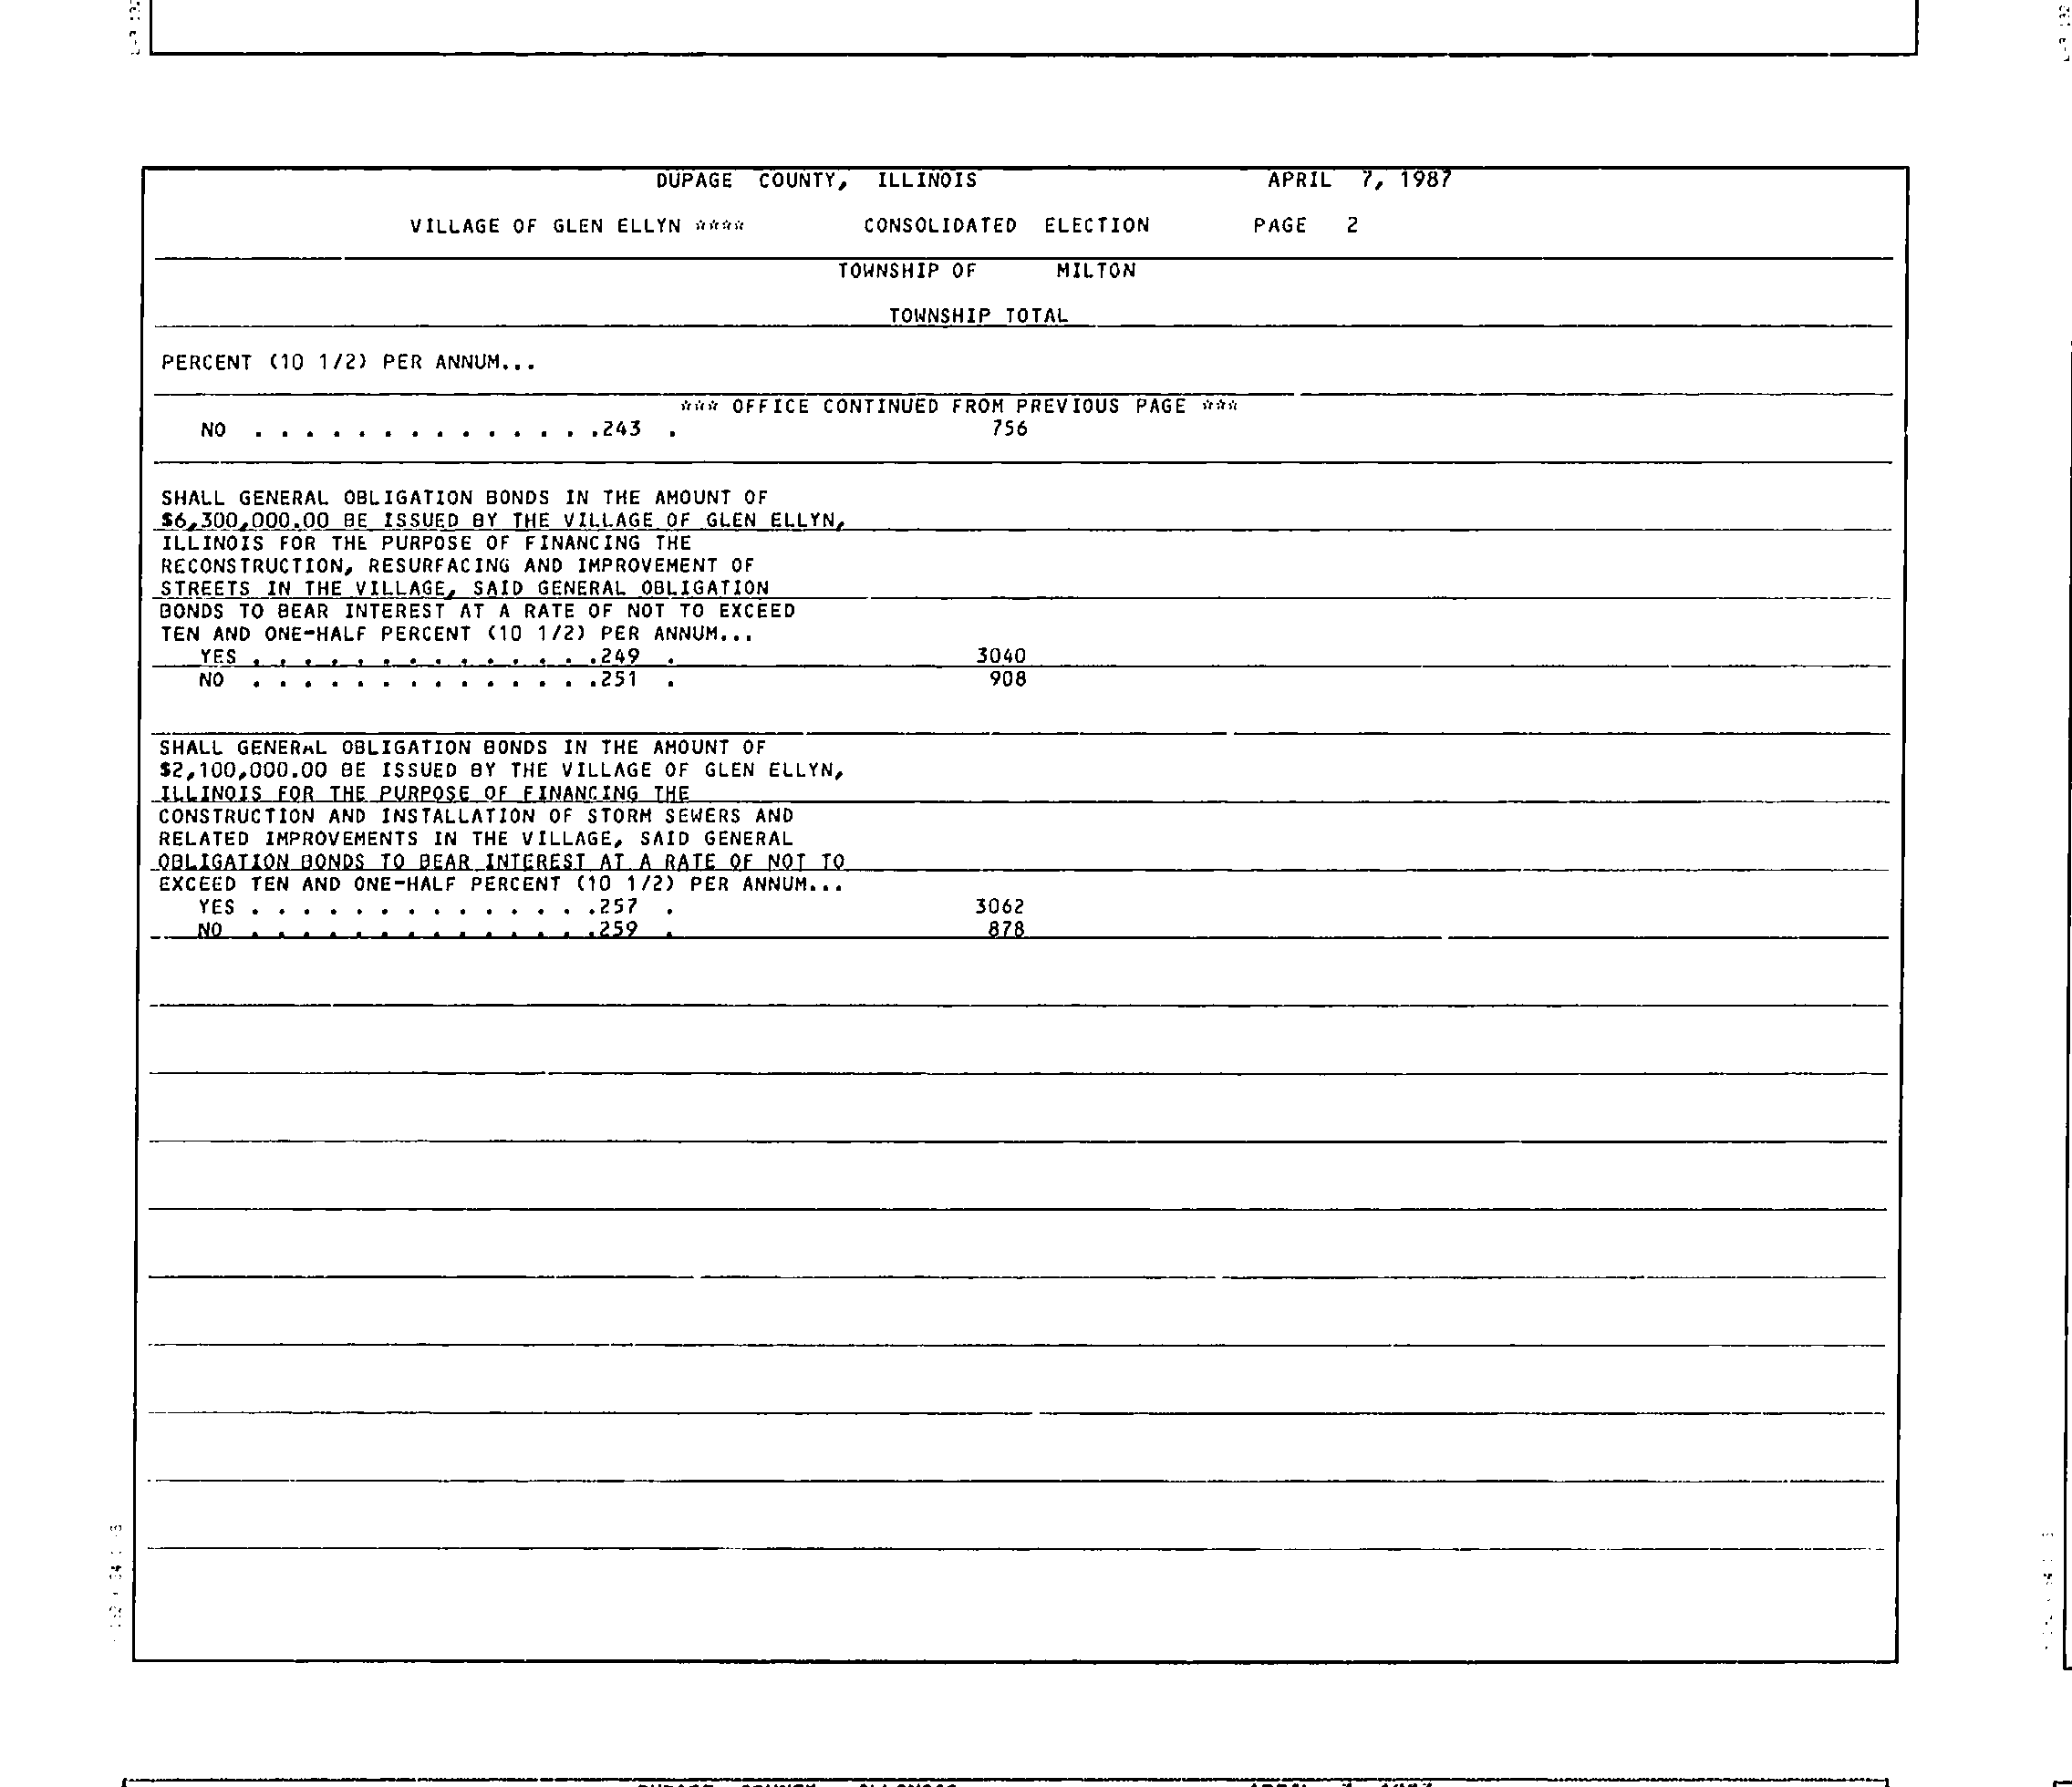 DUPAGE COUNTY, ILLINOIS APRIL 7, 1987
VILLAGE OF GLEN ELLYN **** CONSOLIDATED ELECTION PAGE 2
TOWNSHIP OF MILTON
TOWNSHIP TOTAL
PERCENT (10 1/2) PER ANNUM...
*** OFFICE CONTINUED FROM PREVIOUS PAGE ***
NO . . . . . . . . . . . . . .243 . 756
SHALL GENERAL OBLIGATION BONDS IN THE AMOUNT OF
$6,300,000.00 BE ISSUED BY THE VILLAGE OF GLEN ELLYN,
ILLINOIS FOR THE PURPOSE OF FINANCING THE
RECONSTRUCTION, RESURFACING AND IMPROVEMENT OF
STREETS IN THE VILLAGE, SAID GENERAL OBLIGATION
BONDS TO BEAR INTEREST AT A RATE OF NOT TO EXCEED
TEN AND ONE-HALF PERCENT (10 1/2) PER ANNUM...
YES . . . . . . . . . . . . . .249 . 3040
NO . . . . . . . . . . . . . .251 . 908
SHALL GENERAL OBLIGATION BONDS IN THE AMOUNT OF
$2,100,000.00 BE ISSUED BY THE VILLAGE OF GLEN ELLYN,
ILLINOIS FOR THE PURPOSE OF FINANCING THE
CONSTRUCTION AND INSTALLATION OF STORM SEWERS AND
RELATED IMPROVEMENTS IN THE VILLAGE, SAID GENERAL
OBLIGATION BONDS TO BEAR INTEREST AT A RATE OF NOT TO
EXCEED TEN AND ONE-HALF PERCENT (10 1/2) PER ANNUM...
YES . . . . . . . . . . . . . .257 . 3062
NO . . . . . . . . . . . . . .259 . 878